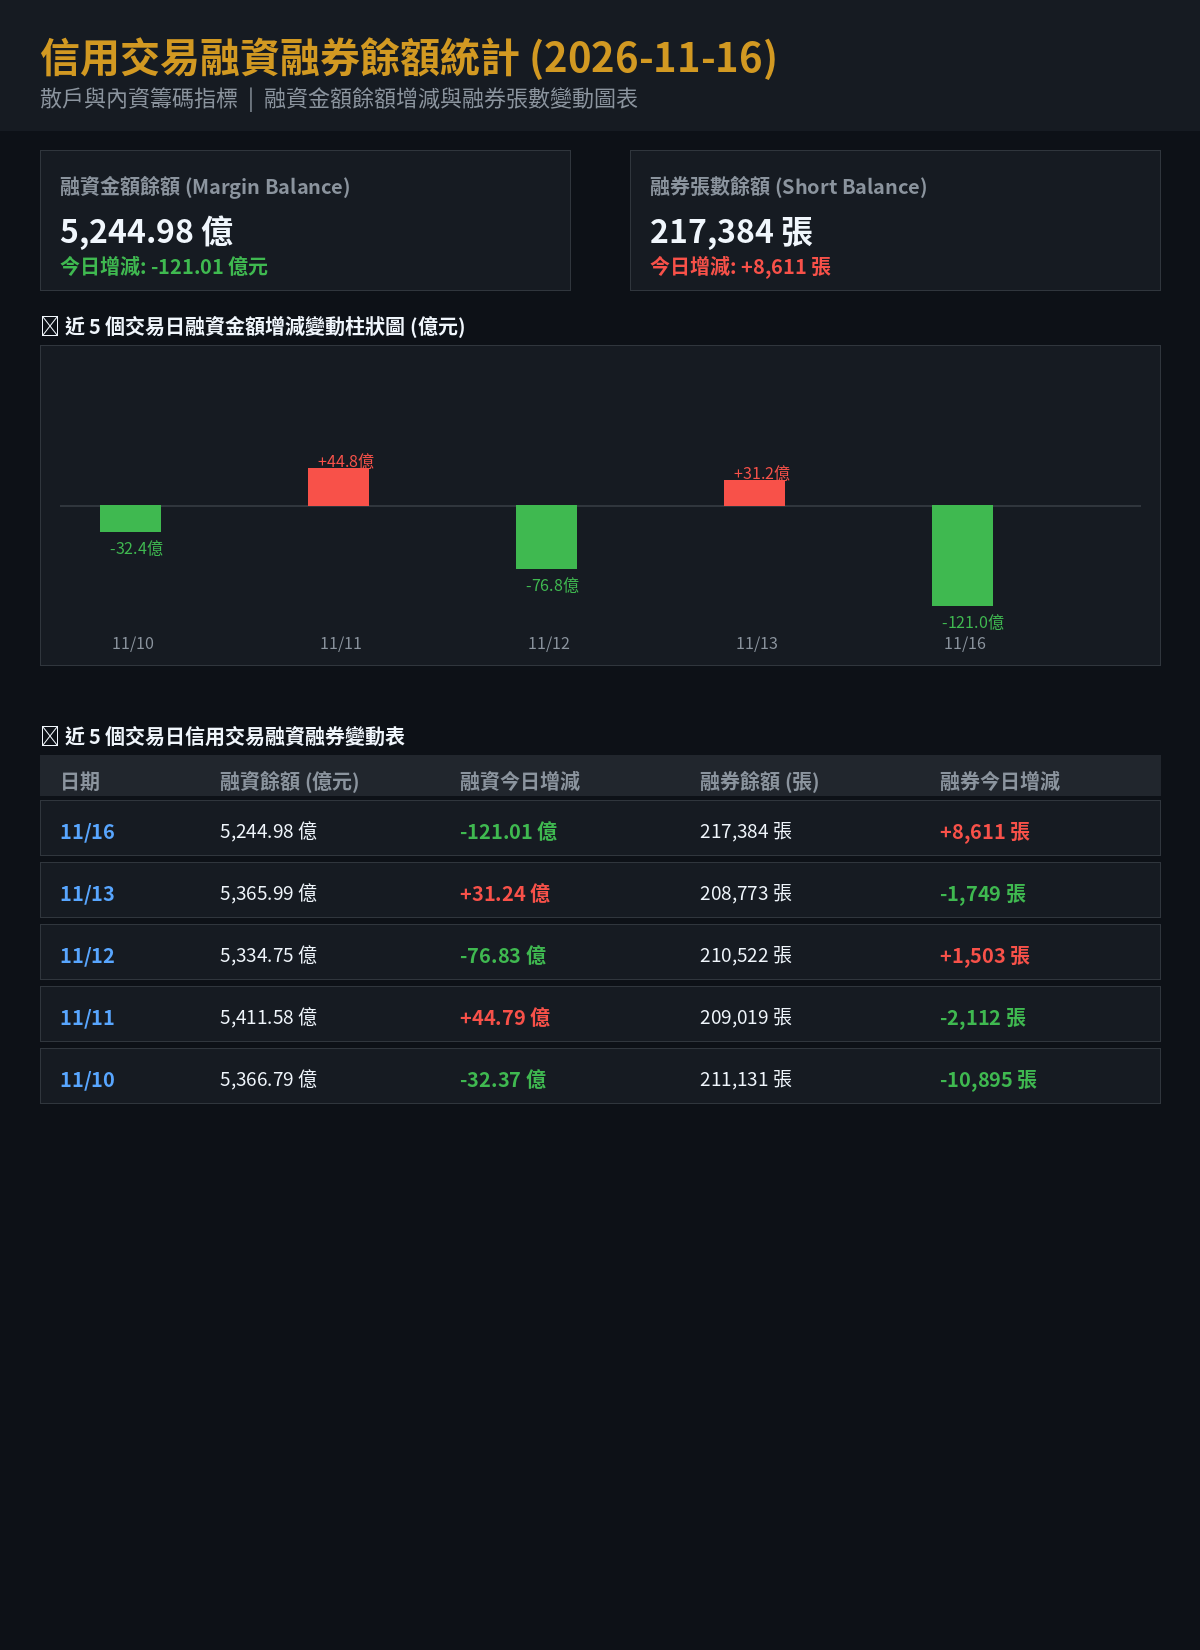 信用交易融資融券餘額統計 (2026-11-16)
散戶與內資籌碼指標 | 融資金額餘額增減與融券張數變動圖表
融資金額餘額 (Margin Balance)
5,244.98 億
今日增減: -121.01 億元
融券張數餘額 (Short Balance)
217,384 張
今日增減: +8,611 張
近 5 個交易日融資金額增減變動柱狀圖 (億元)
-32.4億
+44.8億
-76.8億
+31.2億
-121.0億
11/10
11/11
11/12
11/13
11/16
近 5 個交易日信用交易融資融券變動表
日期 融資餘額 (億元) 融資今日增減 融券餘額 (張) 融券今日增減
11/16 5,244.98 億 -121.01 億 217,384 張 +8,611 張
11/13 5,365.99 億 +31.24 億 208,773 張 -1,749 張
11/12 5,334.75 億 -76.83 億 210,522 張 +1,503 張
11/11 5,411.58 億 +44.79 億 209,019 張 -2,112 張
11/10 5,366.79 億 -32.37 億 211,131 張 -10,895 張